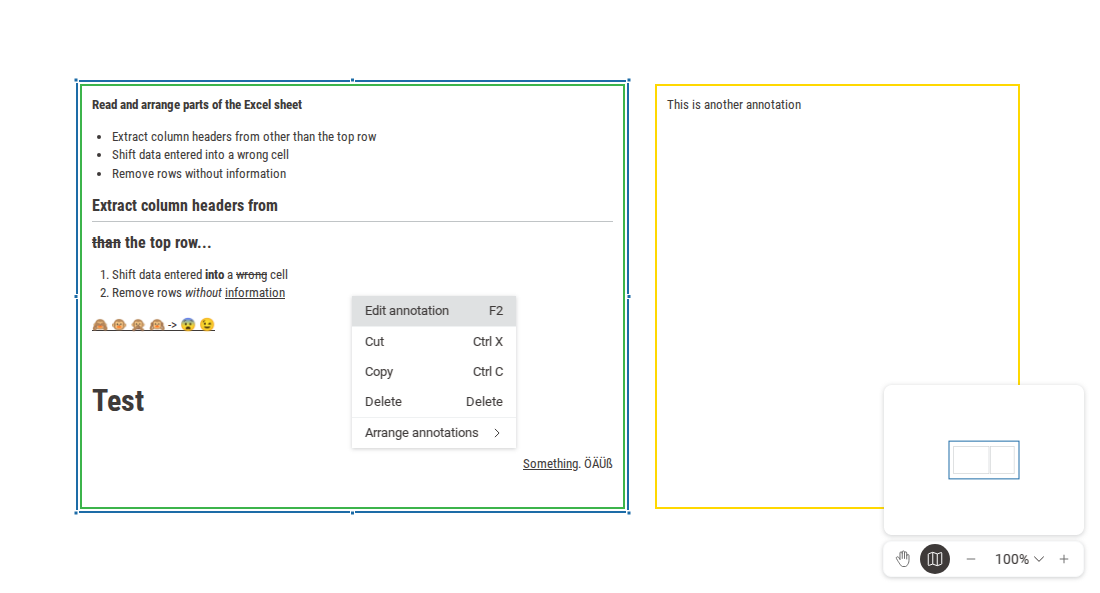 Read and arrange parts of the Excel sheet
• Extract column headers from other than the top row
• Shift data entered into a wrong cell
• Remove rows without information
Extract column headers from
than the top row...
1. Shift data entered into a wrong cell
2. Remove rows without information
🙈 🐵 🙊 🙉 -> 😨 😉
Test
Something. ÖÄÜß
This is another annotation
Edit annotation F2
Cut Ctrl X
Copy Ctrl C
Delete Delete
Arrange annotations
100%